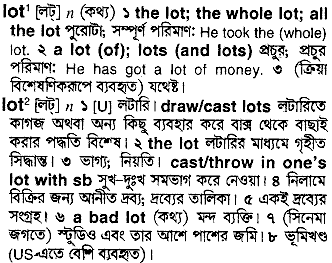 lot¹ [লট্] n (কথ্য) ১ the lot; the whole lot; all
the lot পুরোটা; সম্পূর্ণ পরিমাণ: He took the (whole)
lot. ২ a lot (of); lots (and lots) প্রচুর; প্রচুর
পরিমাণ: He has got a lot of money. ৩ (ক্রিয়া
বিশেষণরূপে ব্যবহৃত) যথেষ্ট।
lot² [লট্] n ১ [U] লটারি। draw/cast lots লটারিতে
কাগজ অথবা অন্য কিছু ব্যবহার করে বাক্স থেকে বাছাই
করার পদ্ধতি বিশেষ। ২ the lot লটারির মাধ্যমে গৃহীত
সিদ্ধান্ত। ৩ ভাগ্য; নিয়তি। cast/throw in one's
lot with sb সুখ-দুঃখ সমভাগ করে নেওয়া। ৪ নিলামে
বিক্রির জন্য আনীত দ্রব্য; দ্রব্যের তালিকা। ৫ একই দ্রব্যের
সংগ্রহ। ৬ a bad lot (কথ্য) মন্দ ব্যক্তি। ৭ (সিনেমা
জগতে) স্টুডিও এবং তার আশে পাশের জমি। ৮ ভূমিখণ্ড
(US-এতে বেশি ব্যবহৃত)।